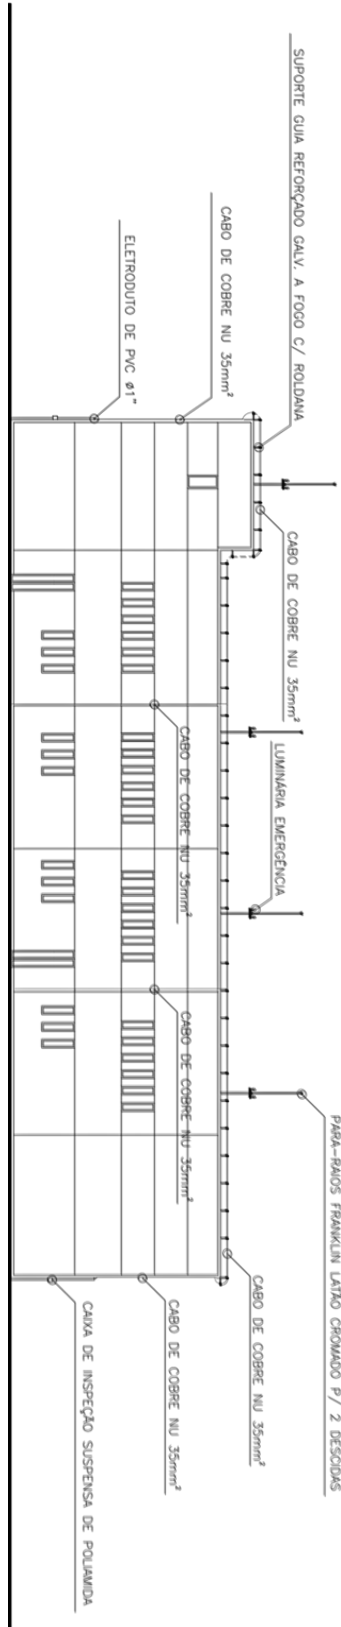 SUPORTE GUIA REFORÇADO GALV. A FOGO C/ ROLDANA
CABO DE COBRE NU 35mm²
ELETRODUTO DE PVC ø1"
CABO DE COBRE NU 35mm²
LUMINÁRIA EMERGÊNCIA
CABO DE COBRE NU 35mm²
CABO DE COBRE NU 35mm²
PARA-RAIOS FRANKLIN LATÃO CROMADO P/ 2 DESCIDAS
CABO DE COBRE NU 35mm²
CABO DE COBRE NU 35mm²
CAIXA DE INSPEÇÃO SUSPENSA DE POLIAMIDA